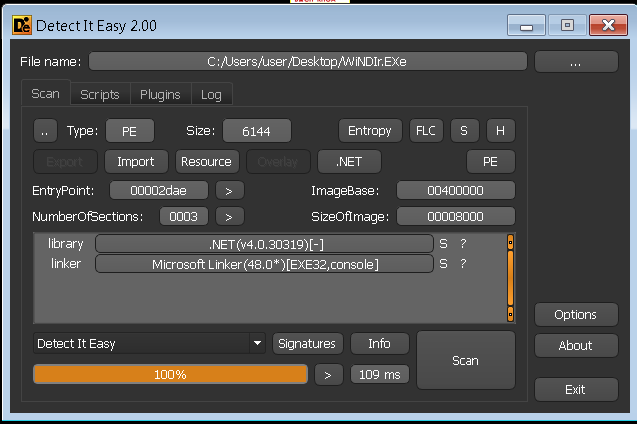 Detect It Easy 2.00
File name: C:/Users/user/Desktop/WiNDIr.EXe ...
Scan Scripts Plugins Log
.. Type: PE Size: 6144 Entropy FLC S H
Export Import Resource Overlay .NET PE
EntryPoint: 00002dae > ImageBase: 00400000
NumberOfSections: 0003 > SizeOfImage: 00008000
library .NET(v4.0.30319)[-] S ?
linker Microsoft Linker(48.0*)[EXE32,console] S ?
Options
Detect It Easy Signatures Info Scan About
100% > 109 ms
Exit